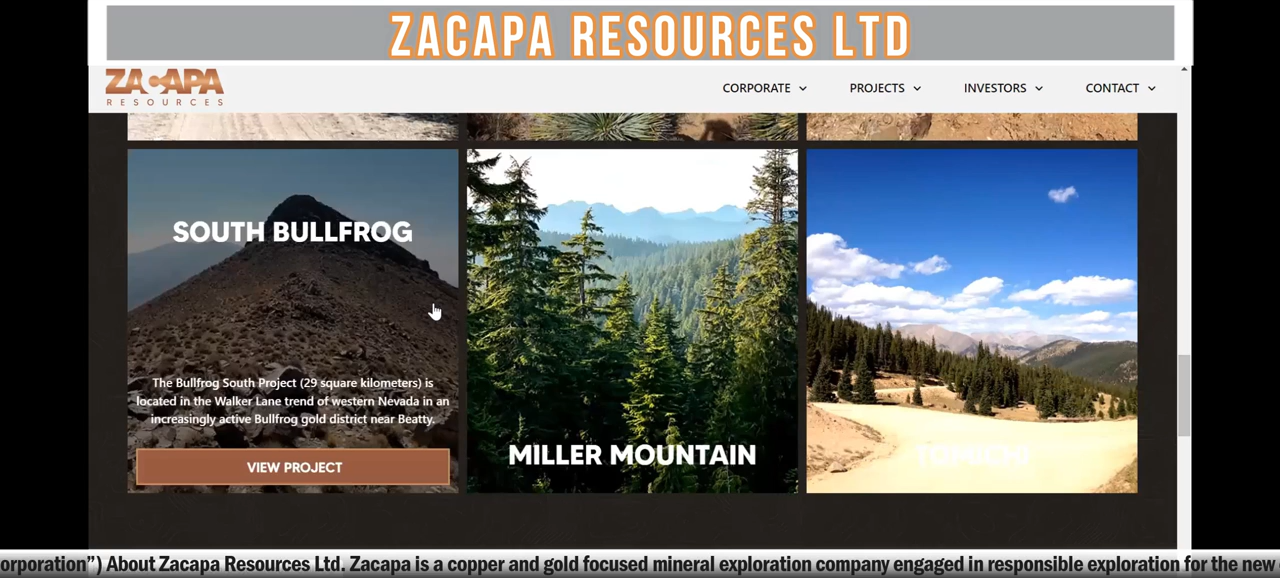 ZACAPA RESOURCES LTD
ZACAPA
RESOURCES
CORPORATE
PROJECTS
INVESTORS
CONTACT
SOUTH BULLFROG
The Bullfrog South Project (29 square kilometers) is
located in the Walker Lane trend of western Nevada in an
increasingly active Bullfrog gold district near Beatty.
VIEW PROJECT
MILLER MOUNTAIN
TOMICHI
orporation”) About Zacapa Resources Ltd. Zacapa is a copper and gold focused mineral exploration company engaged in responsible exploration for the new